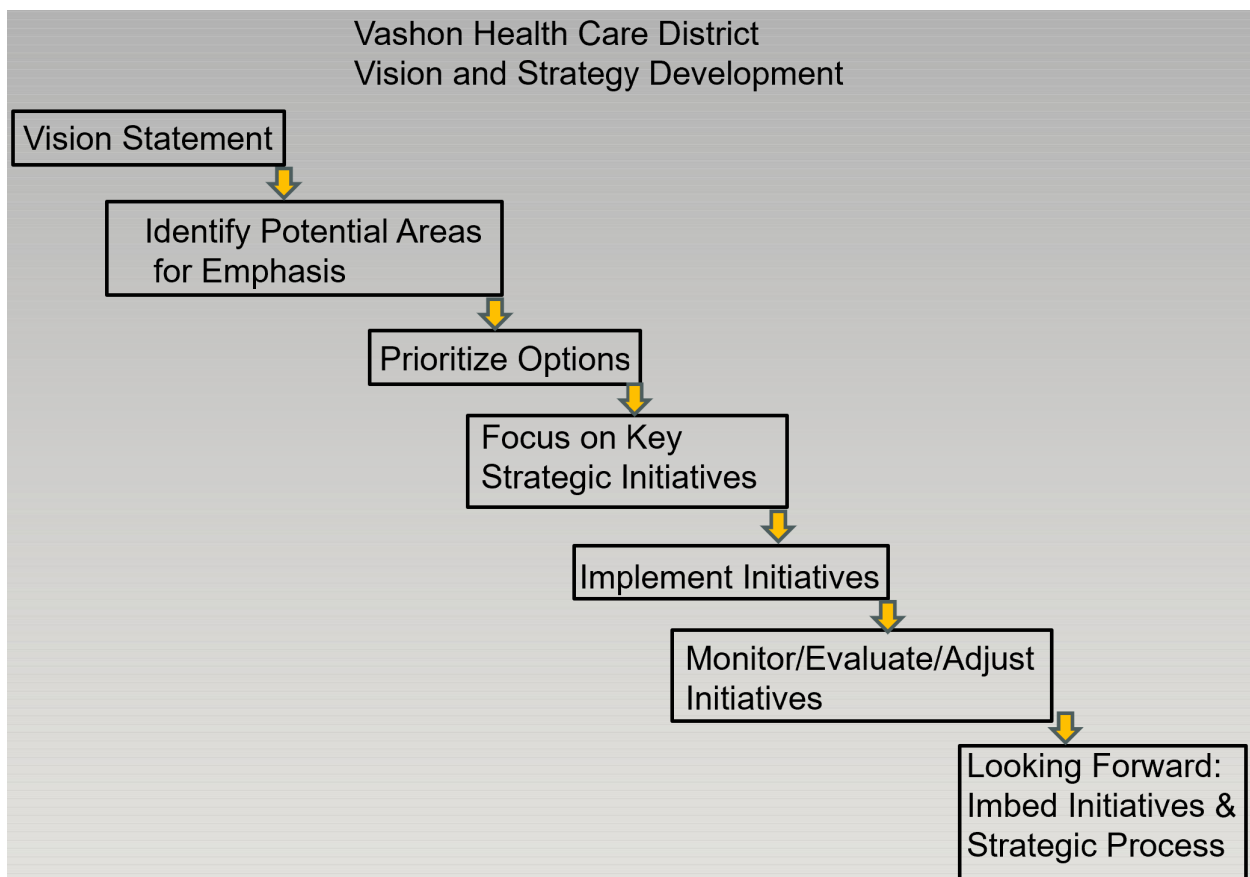 Vashon Health Care District
Vision and Strategy Development
Vision Statement
Identify Potential Areas
for Emphasis
Prioritize Options
Focus on Key
Strategic Initiatives
Implement Initiatives
Monitor/Evaluate/Adjust
Initiatives
Looking Forward:
Imbed Initiatives &
Strategic Process